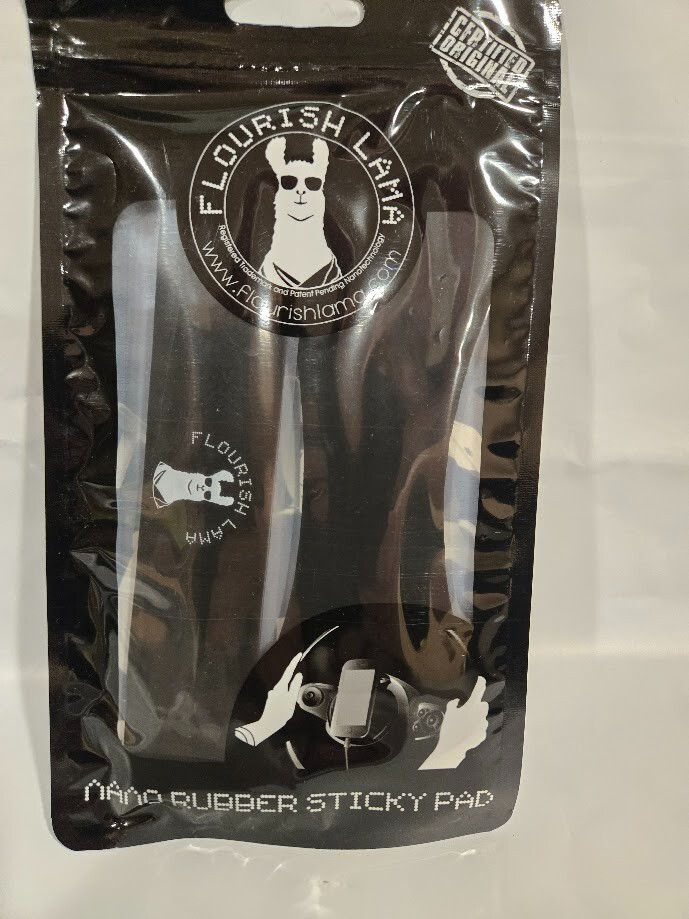 CERTIFIED
ORIGINAL
FLOURISH LAMA
Registered Trademark and Patent Pending Nanotechnology
www.flourishlama.com
FLOURISH LAMA
NANO RUBBER STICKY PAD